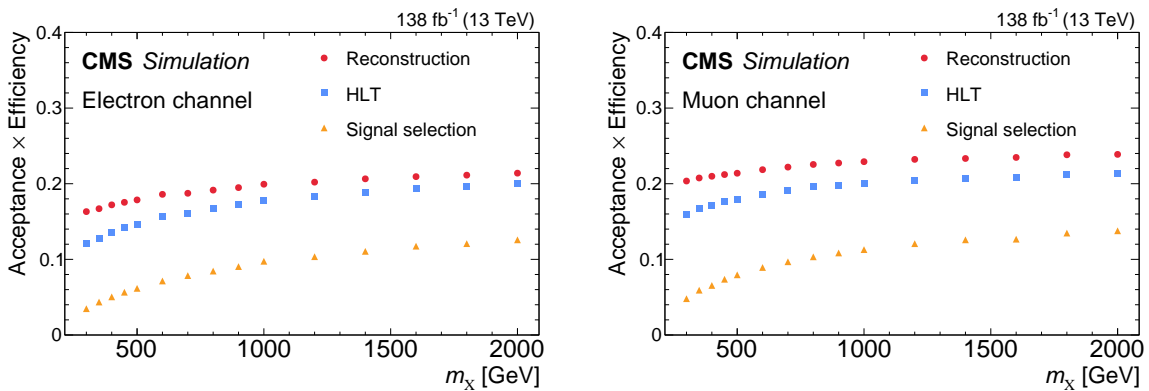 138 fb⁻¹ (13 TeV)
0.4
CMS Simulation
Reconstruction
Electron channel
HLT
0.3
Signal selection
0.2
0.1
0
Acceptance × Efficiency
500 1000 1500 2000
m_X [GeV]
138 fb⁻¹ (13 TeV)
0.4
CMS Simulation
Reconstruction
Muon channel
HLT
0.3
Signal selection
0.2
0.1
0
Acceptance × Efficiency
500 1000 1500 2000
m_X [GeV]